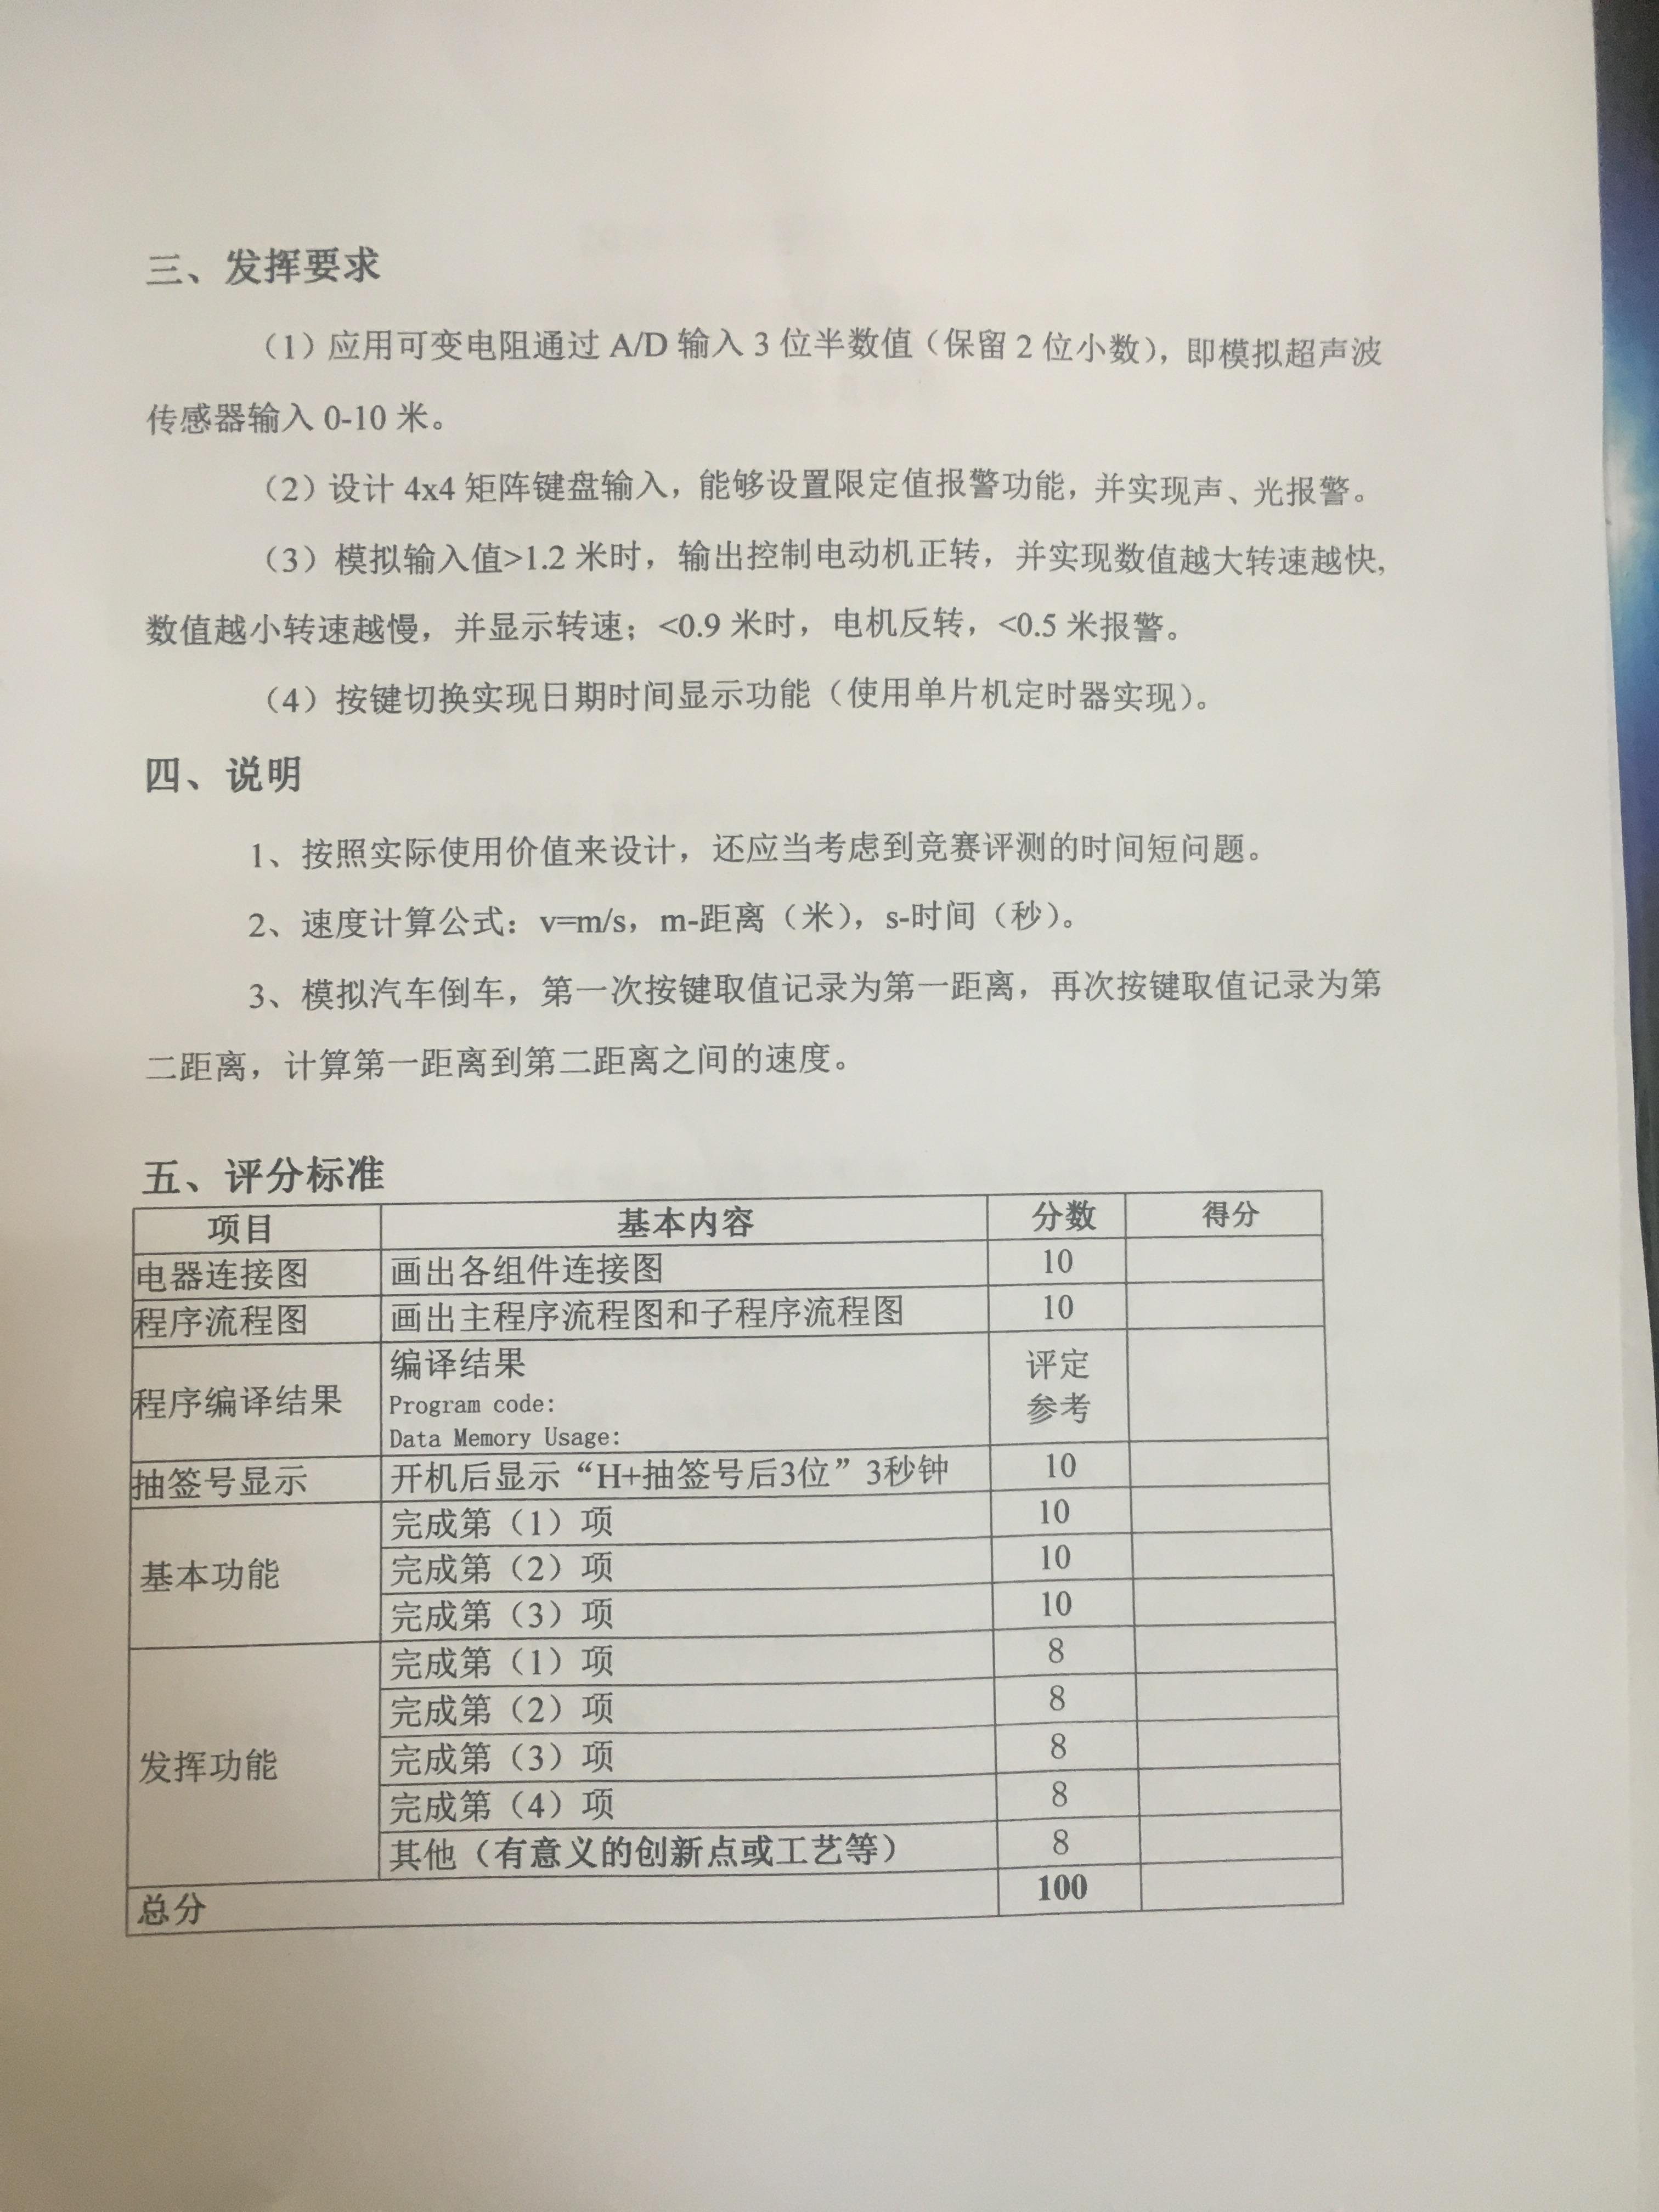 三、发挥要求
（1）应用可变电阻通过 A/D 输入 3 位半数值（保留 2 位小数），即模拟超声波
传感器输入 0-10 米。
（2）设计 4x4 矩阵键盘输入，能够设置限定值报警功能，并实现声、光报警。
（3）模拟输入值>1.2 米时，输出控制电动机正转，并实现数值越大转速越快，
数值越小转速越慢，并显示转速；<0.9 米时，电机反转，<0.5 米报警。
（4）按键切换实现日期时间显示功能（使用单片机定时器实现）。
四、说明
1、按照实际使用价值来设计，还应当考虑到竞赛评测的时间短问题。
2、速度计算公式：v=m/s，m-距离（米），s-时间（秒）。
3、模拟汽车倒车，第一次按键取值记录为第一距离，再次按键取值记录为第
二距离，计算第一距离到第二距离之间的速度。
五、评分标准
项目 基本内容 分数 得分
电器连接图 画出各组件连接图 10
程序流程图 画出主程序流程图和子程序流程图 10
程序编译结果 编译结果 评定
Program code: 参考
Data Memory Usage:
抽签号显示 开机后显示“H+抽签号后3位”3秒钟 10
基本功能 完成第（1）项 10
完成第（2）项 10
完成第（3）项 10
发挥功能 完成第（1）项 8
完成第（2）项 8
完成第（3）项 8
完成第（4）项 8
其他（有意义的创新点或工艺等） 8
总分 100